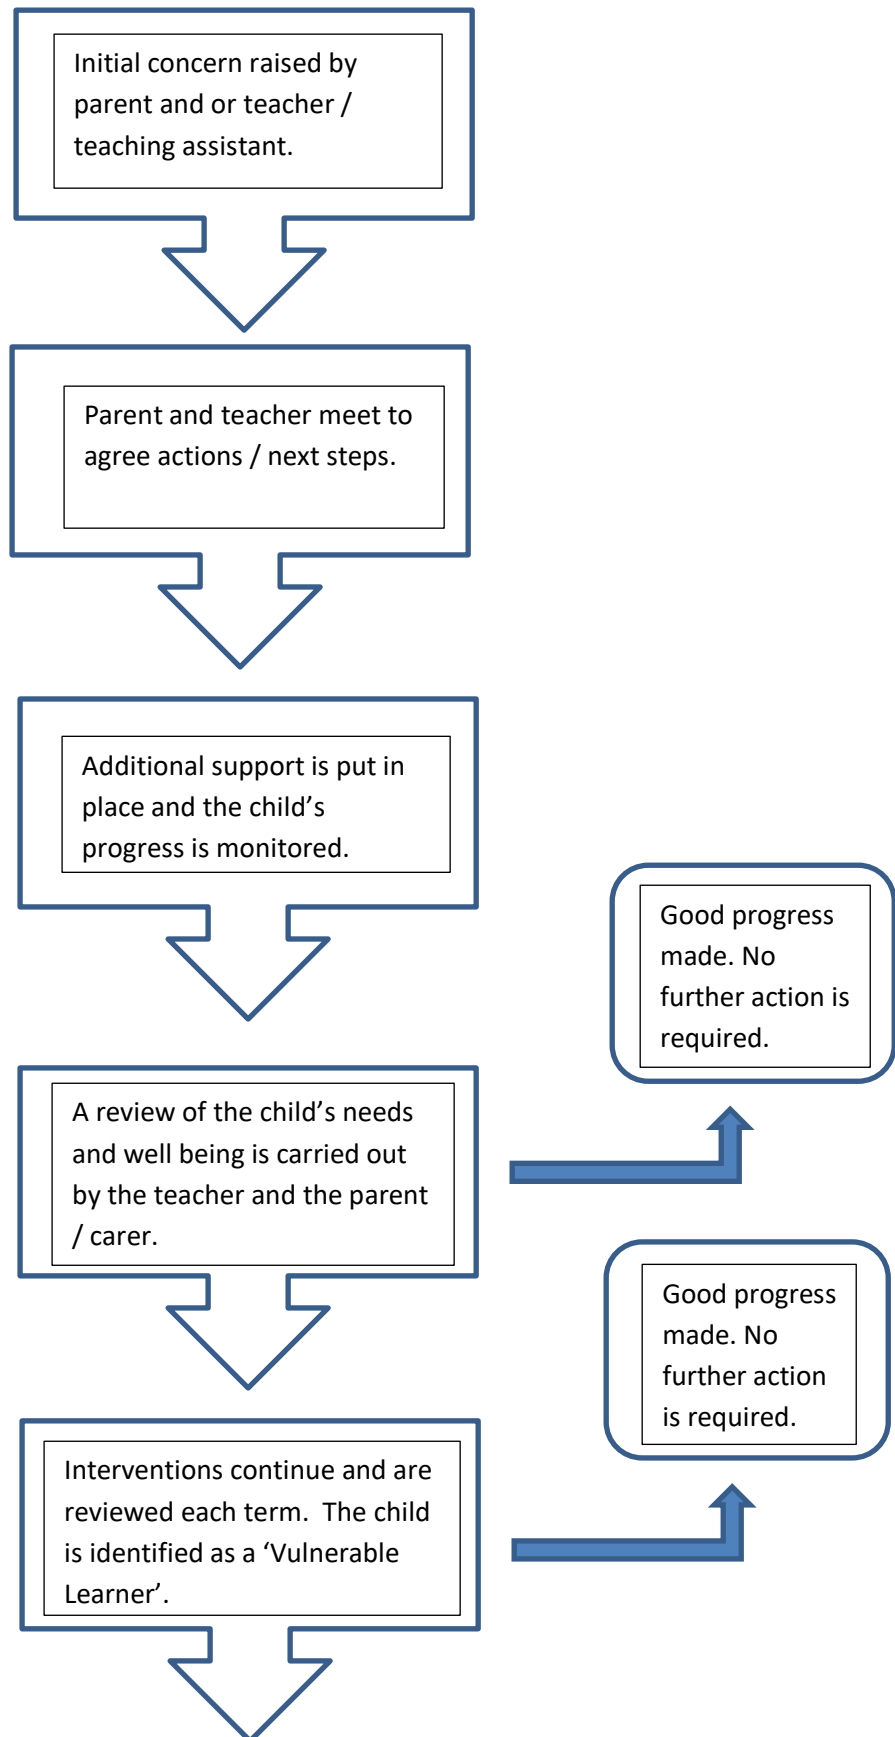 Initial concern raised by
parent and or teacher /
teaching assistant.
Parent and teacher meet to
agree actions / next steps.
Additional support is put in
place and the child’s
progress is monitored.
Good progress
made. No
further action is
required.
A review of the child’s needs
and well being is carried out
by the teacher and the parent
/ carer.
Good progress
made. No
further action
is required.
Interventions continue and are
reviewed each term.  The child
is identified as a ‘Vulnerable
Learner’.